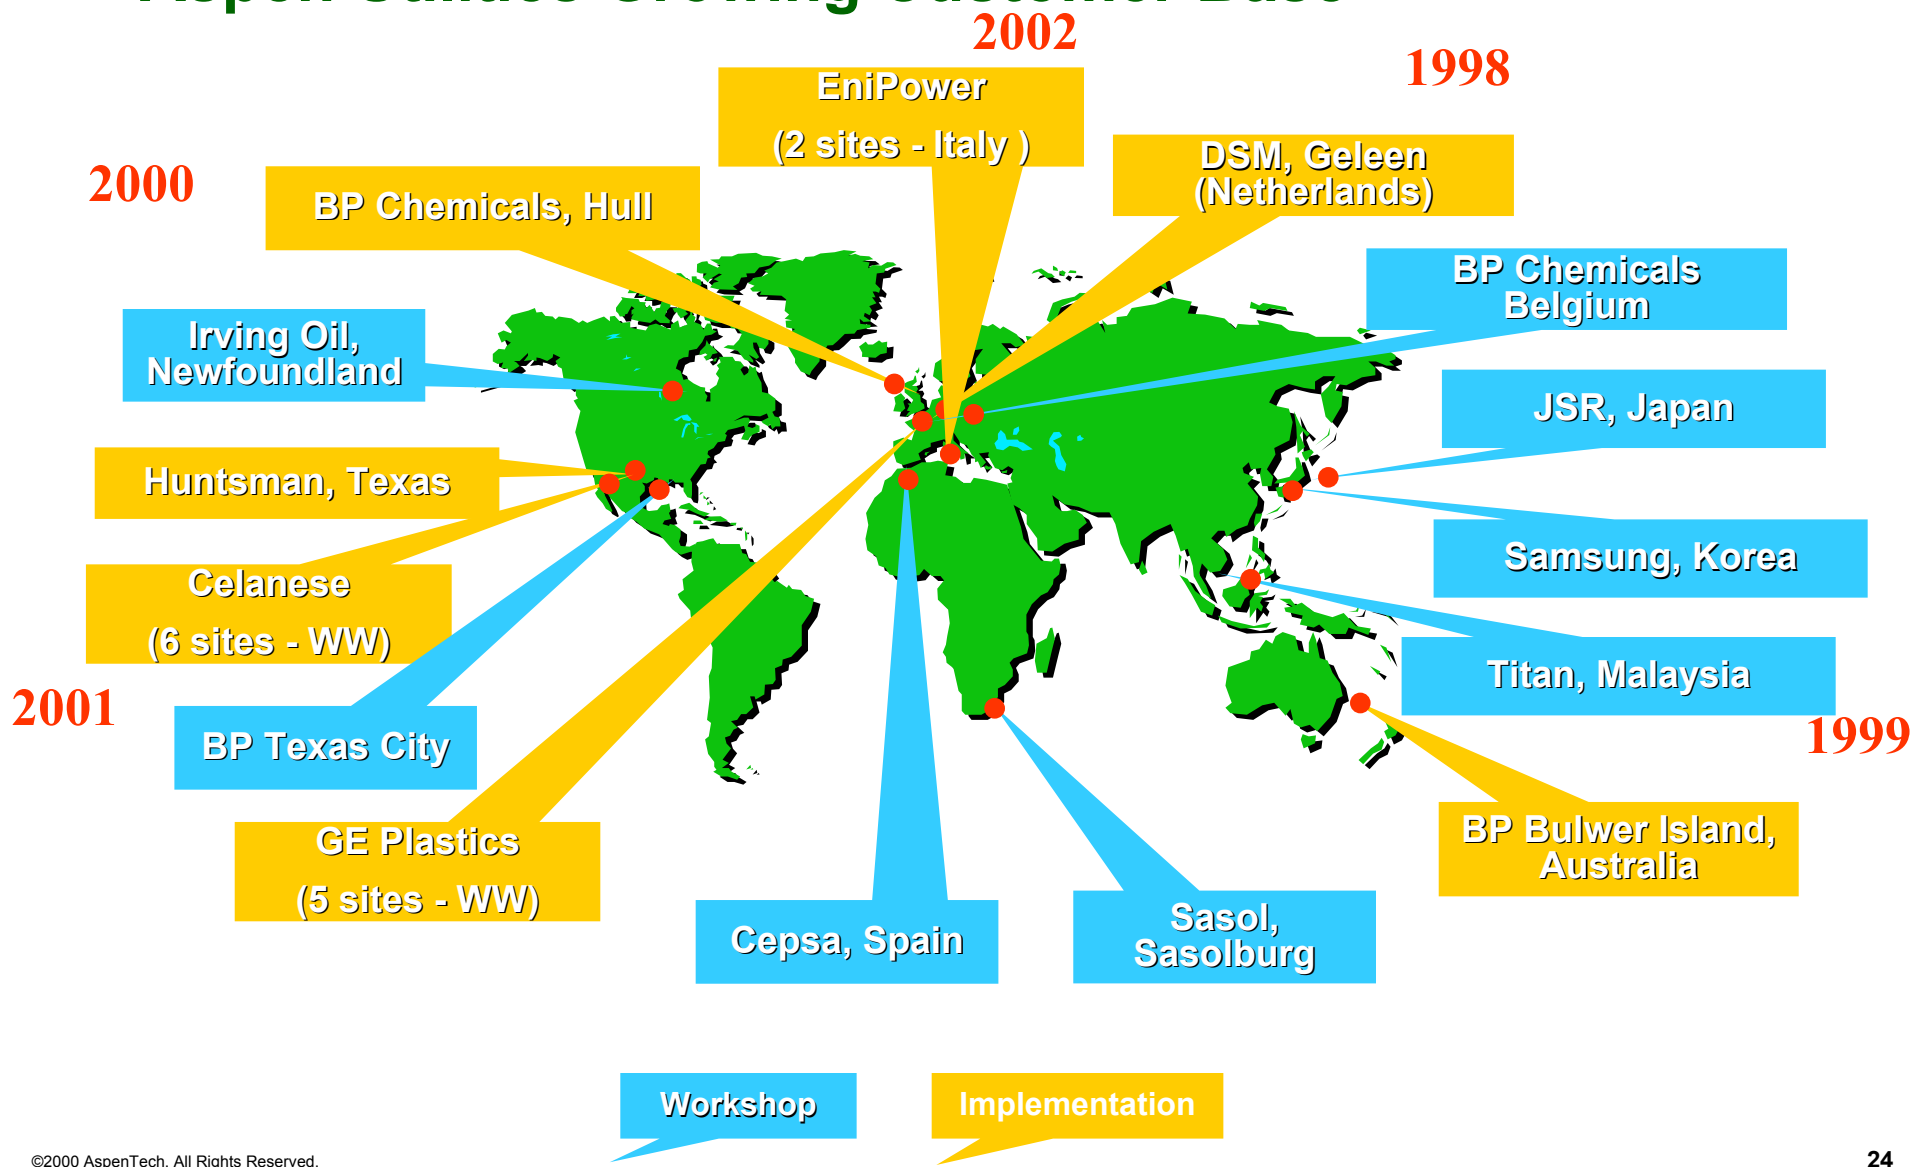 2002
1998
EniPower
(2 sites - Italy )
DSM, Geleen
(Netherlands)
2000
BP Chemicals, Hull
BP Chemicals
Belgium
Irving Oil,
Newfoundland
JSR, Japan
Huntsman, Texas
Samsung, Korea
Celanese
(6 sites - WW)
Titan, Malaysia
2001
1999
BP Texas City
GE Plastics
(5 sites - WW)
BP Bulwer Island,
Australia
Cepsa, Spain
Sasol,
Sasolburg
Workshop
Implementation
©2000 AspenTech. All Rights Reserved.
24